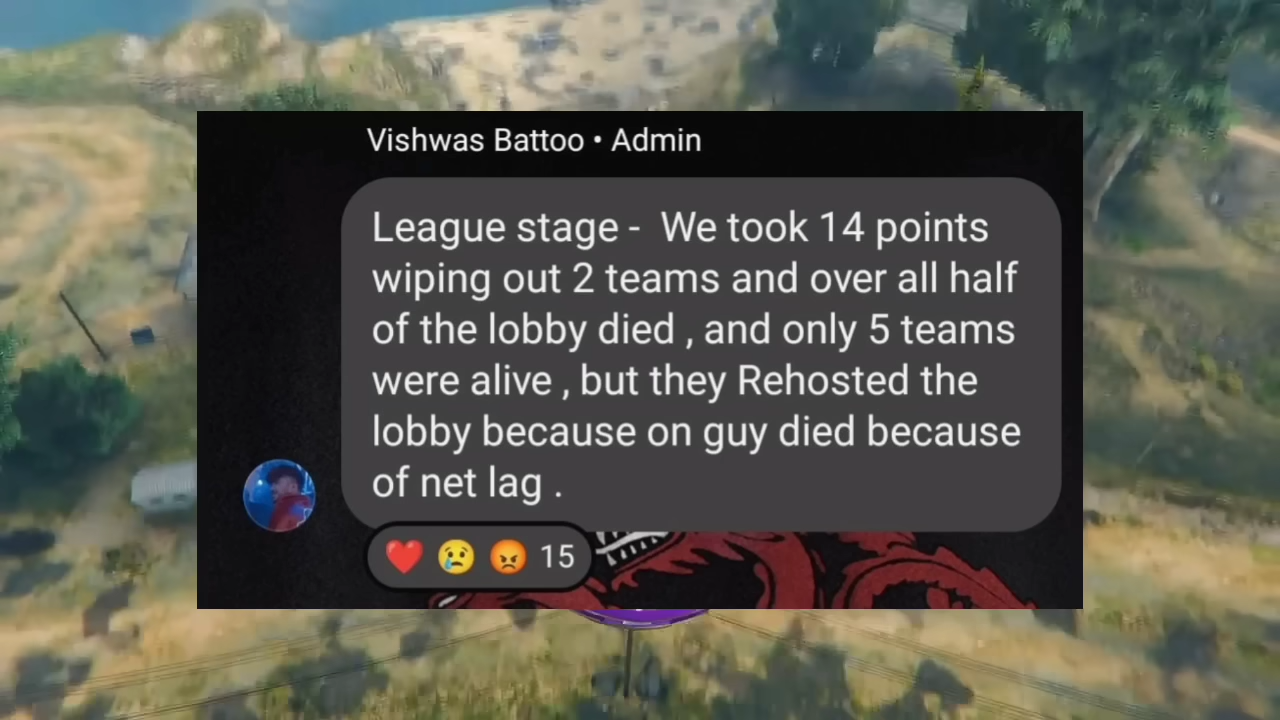 Vishwas Battoo • Admin
League stage -  We took 14 points
wiping out 2 teams and over all half
of the lobby died , and only 5 teams
were alive , but they Rehosted the
lobby because on guy died because
of net lag .
❤️ 😢 😡 15